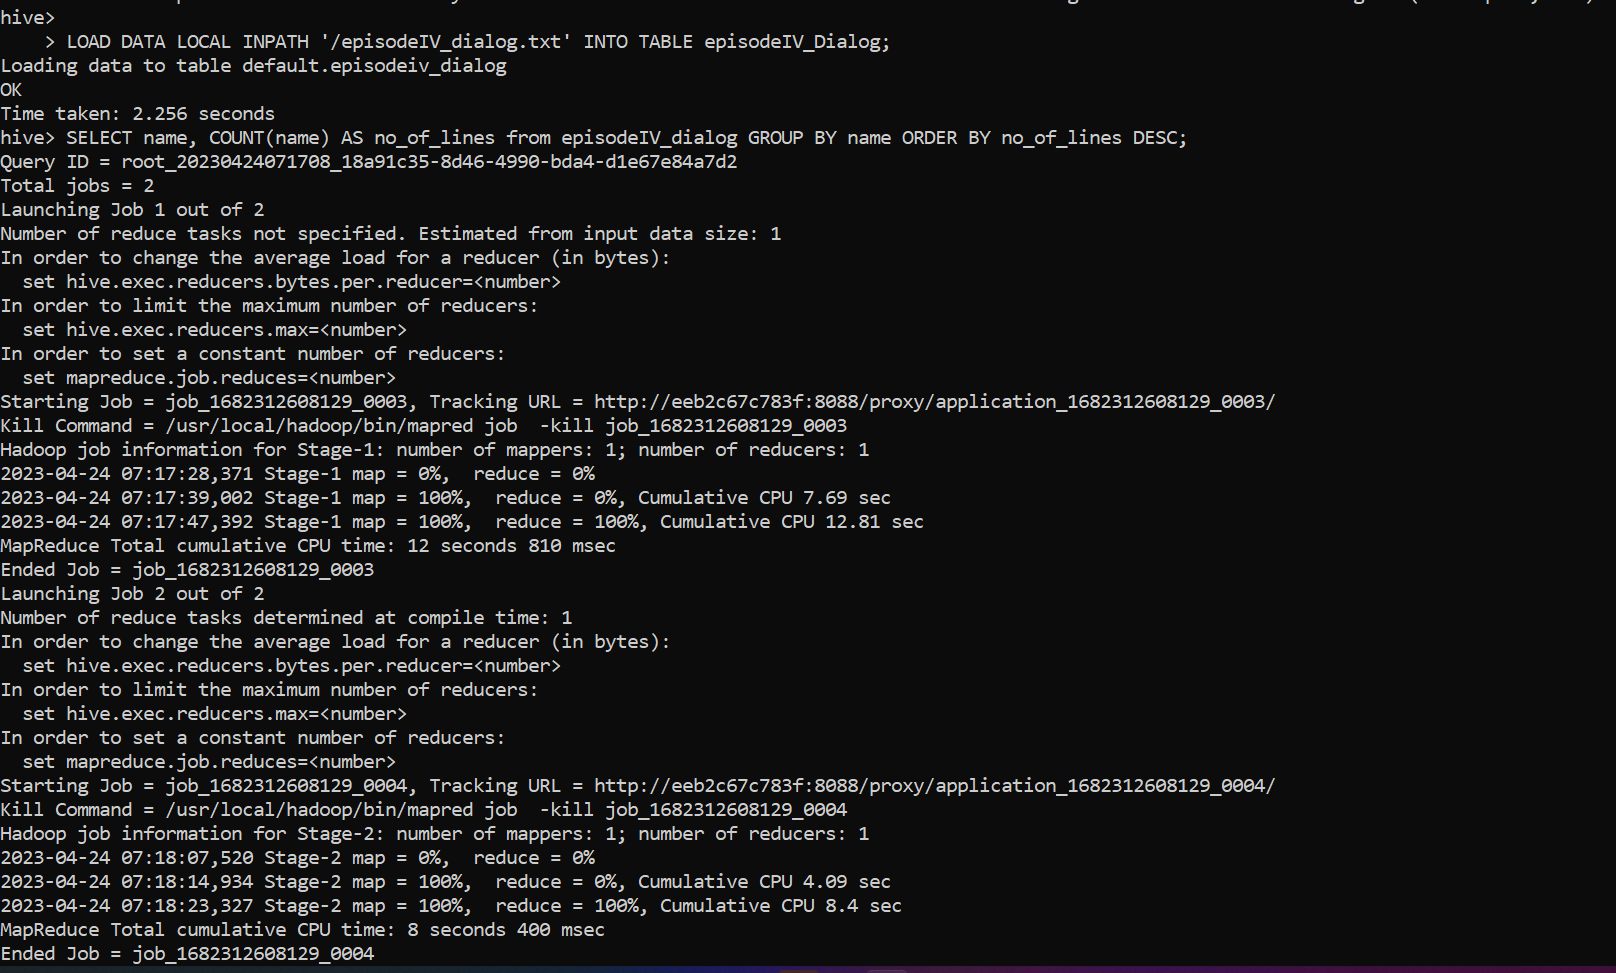 hive>
    > LOAD DATA LOCAL INPATH '/episodeIV_dialog.txt' INTO TABLE episodeIV_Dialog;
Loading data to table default.episodeiv_dialog
OK
Time taken: 2.256 seconds
hive> SELECT name, COUNT(name) AS no_of_lines from episodeIV_dialog GROUP BY name ORDER BY no_of_lines DESC;
Query ID = root_20230424071708_18a91c35-8d46-4990-bda4-d1e67e84a7d2
Total jobs = 2
Launching Job 1 out of 2
Number of reduce tasks not specified. Estimated from input data size: 1
In order to change the average load for a reducer (in bytes):
  set hive.exec.reducers.bytes.per.reducer=<number>
In order to limit the maximum number of reducers:
  set hive.exec.reducers.max=<number>
In order to set a constant number of reducers:
  set mapreduce.job.reduces=<number>
Starting Job = job_1682312608129_0003, Tracking URL = http://eeb2c67c783f:8088/proxy/application_1682312608129_0003/
Kill Command = /usr/local/hadoop/bin/mapred job  -kill job_1682312608129_0003
Hadoop job information for Stage-1: number of mappers: 1; number of reducers: 1
2023-04-24 07:17:28,371 Stage-1 map = 0%,  reduce = 0%
2023-04-24 07:17:39,002 Stage-1 map = 100%,  reduce = 0%, Cumulative CPU 7.69 sec
2023-04-24 07:17:47,392 Stage-1 map = 100%,  reduce = 100%, Cumulative CPU 12.81 sec
MapReduce Total cumulative CPU time: 12 seconds 810 msec
Ended Job = job_1682312608129_0003
Launching Job 2 out of 2
Number of reduce tasks determined at compile time: 1
In order to change the average load for a reducer (in bytes):
  set hive.exec.reducers.bytes.per.reducer=<number>
In order to limit the maximum number of reducers:
  set hive.exec.reducers.max=<number>
In order to set a constant number of reducers:
  set mapreduce.job.reduces=<number>
Starting Job = job_1682312608129_0004, Tracking URL = http://eeb2c67c783f:8088/proxy/application_1682312608129_0004/
Kill Command = /usr/local/hadoop/bin/mapred job  -kill job_1682312608129_0004
Hadoop job information for Stage-2: number of mappers: 1; number of reducers: 1
2023-04-24 07:18:07,520 Stage-2 map = 0%,  reduce = 0%
2023-04-24 07:18:14,934 Stage-2 map = 100%,  reduce = 0%, Cumulative CPU 4.09 sec
2023-04-24 07:18:23,327 Stage-2 map = 100%,  reduce = 100%, Cumulative CPU 8.4 sec
MapReduce Total cumulative CPU time: 8 seconds 400 msec
Ended Job = job_1682312608129_0004